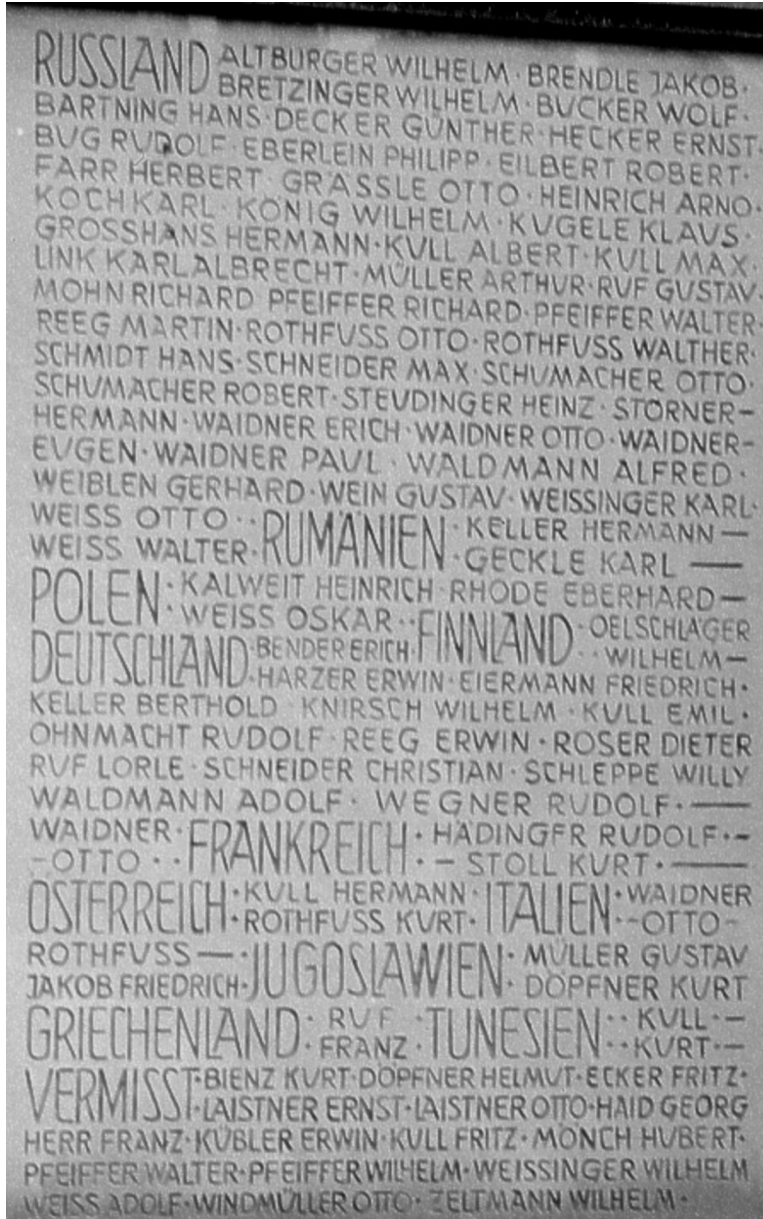 RUSSLAND ALTBURGER WILHELM · BRENDLE JAKOB ·
BRETZINGER WILHELM · BUCKER WOLF ·
BARTNING HANS · DECKER GÜNTHER · HECKER ERNST ·
BUG RUDOLF · EBERLEIN PHILIPP · EILBERT ROBERT ·
FARR HERBERT GRÄSSLE OTTO · HEINRICH ARNO ·
KOCH KARL · KÖNIG WILHELM · KUGELE KLAUS ·
GROSSHANS HERMANN · KULL ALBERT · KULL MAX ·
LINK KARL ALBRECHT · MÜLLER ARTHUR · RUF GUSTAV ·
MOHN RICHARD PFEIFFER RICHARD · PFEIFFER WALTER ·
REEG MARTIN · ROTHFUSS OTTO · ROTHFUSS WALTHER ·
SCHMIDT HANS · SCHNEIDER MAX · SCHUMACHER OTTO ·
SCHUMACHER ROBERT · STEUDINGER HEINZ · STÖRNER–
HERMANN · WAIDNER ERICH · WAIDNER OTTO · WAIDNER–
EUGEN · WAIDNER PAUL · WALDMANN ALFRED ·
WEIBLEN GERHARD · WEIN GUSTAV · WEISSINGER KARL ·
WEISS OTTO ··
WEISS WALTER · RUMÄNIEN · KELLER HERMANN —
· GECKLE KARL —
POLEN · KALWEIT HEINRICH · RHODE EBERHARD —
· WEISS OSKAR ·· FINNLAND · OELSCHLÄGER
·· WILHELM —
DEUTSCHLAND · BENDER ERICH ·
· HARZER ERWIN · EIERMANN FRIEDRICH ·
KELLER BERTHOLD KNIRSCH WILHELM · KULL EMIL ·
OHNMACHT RUDOLF · REEG ERWIN · ROSER DIETER
RUF LORLE · SCHNEIDER CHRISTIAN · SCHLEPPE WILLY
WALDMANN ADOLF · WEGNER RUDOLF · —
WAIDNER ·
– OTTO ·· FRANKREICH · HÄDINGER RUDOLF · –
· – STOLL KURT · —
ÖSTERREICH · KULL HERMANN ·
· ROTHFUSS KURT · ITALIEN · WAIDNER
· – OTTO –
ROTHFUSS — ·
JAKOB FRIEDRICH · JUGOSLAWIEN · MÜLLER GUSTAV
· DÖPFNER KURT
GRIECHENLAND · RUF ·
· FRANZ · TUNESIEN ·· KULL · –
·· KURT · –
VERMISST · BIENZ KURT · DÖPFNER HELMUT · ECKER FRITZ ·
· LAISTNER ERNST · LAISTNER OTTO · HAID GEORG
HERR FRANZ · KÜBLER ERWIN · KULL FRITZ · MÖNCH HUBERT ·
PFEIFFER WALTER · PFEIFFER WILHELM · WEISSINGER WILHELM
WEISS ADOLF · WINDMÜLLER OTTO · ZELTMANN WILHELM ·